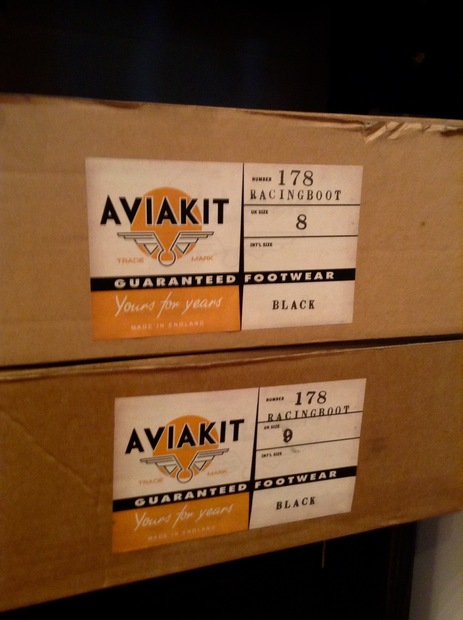 AVIAKIT
TRADE MARK
NUMBER 178
RACINGBOOT
UK SIZE
8
INT'L SIZE
GUARANTEED FOOTWEAR
Yours for years
MADE IN ENGLAND
BLACK
AVIAKIT
TRADE MARK
NUMBER 178
RACINGBOOT
UK SIZE
9
INT'L SIZE
GUARANTEED FOOTWEAR
Yours for years
MADE IN ENGLAND
BLACK